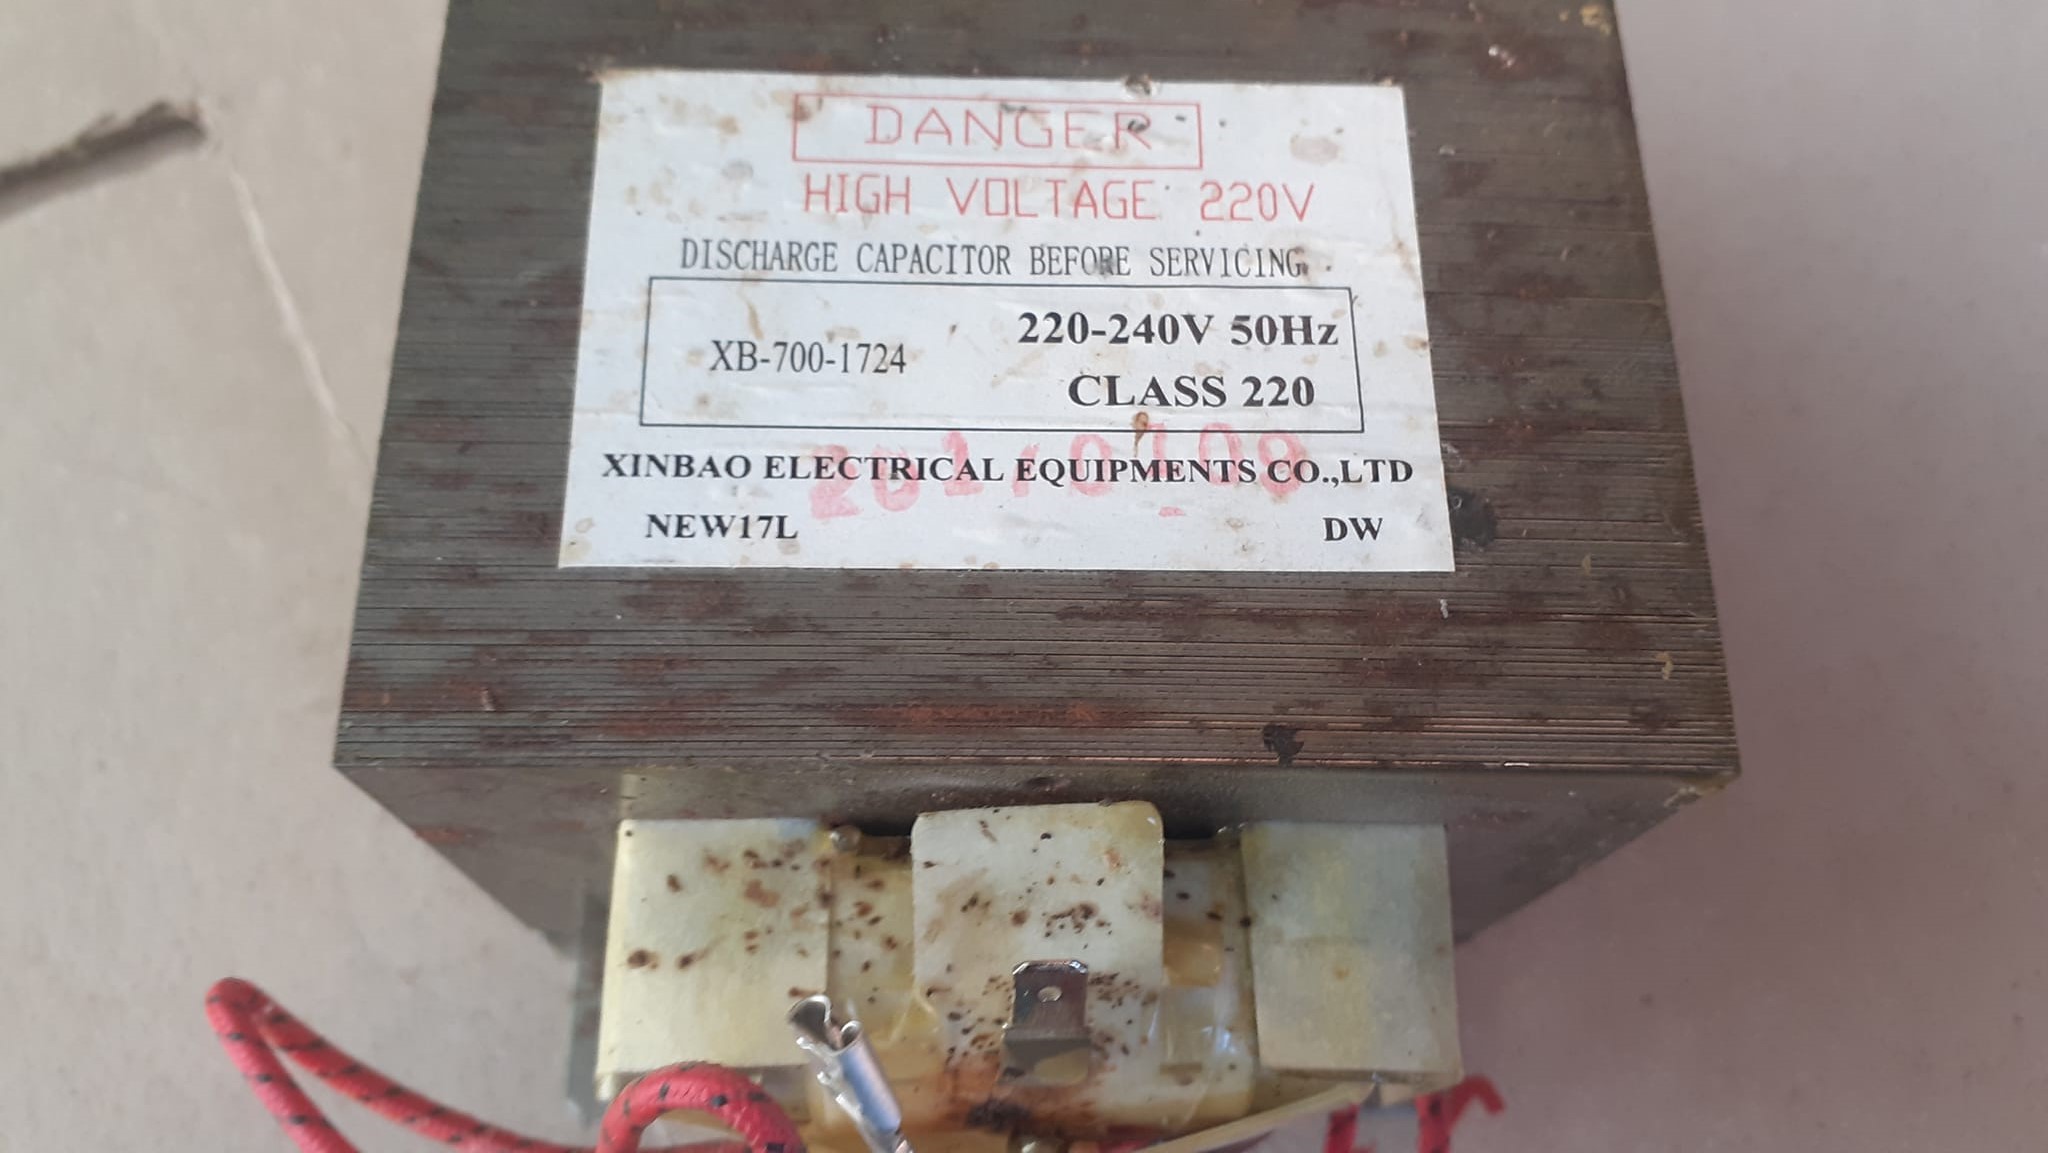 DANGER
HIGH VOLTAGE 220V
DISCHARGE CAPACITOR BEFORE SERVICING.
XB-700-1724
220-240V 50Hz
CLASS 220
XINBAO ELECTRICAL EQUIPMENTS CO.,LTD
NEW17L
DW